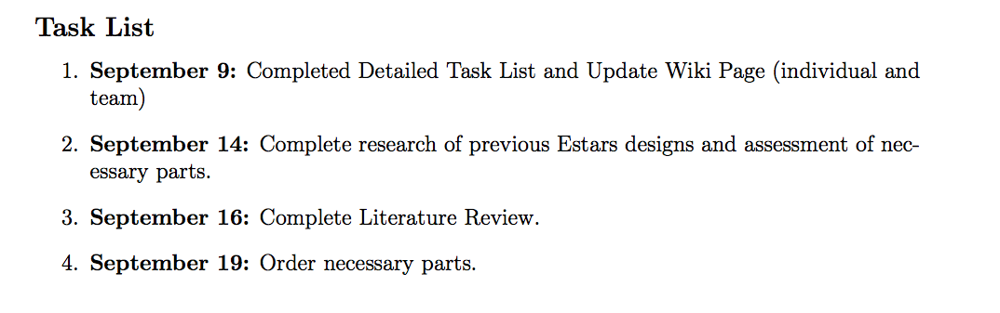 Task List
1. September 9: Completed Detailed Task List and Update Wiki Page (individual and
team)
2. September 14: Complete research of previous Estars designs and assessment of nec-
essary parts.
3. September 16: Complete Literature Review.
4. September 19: Order necessary parts.